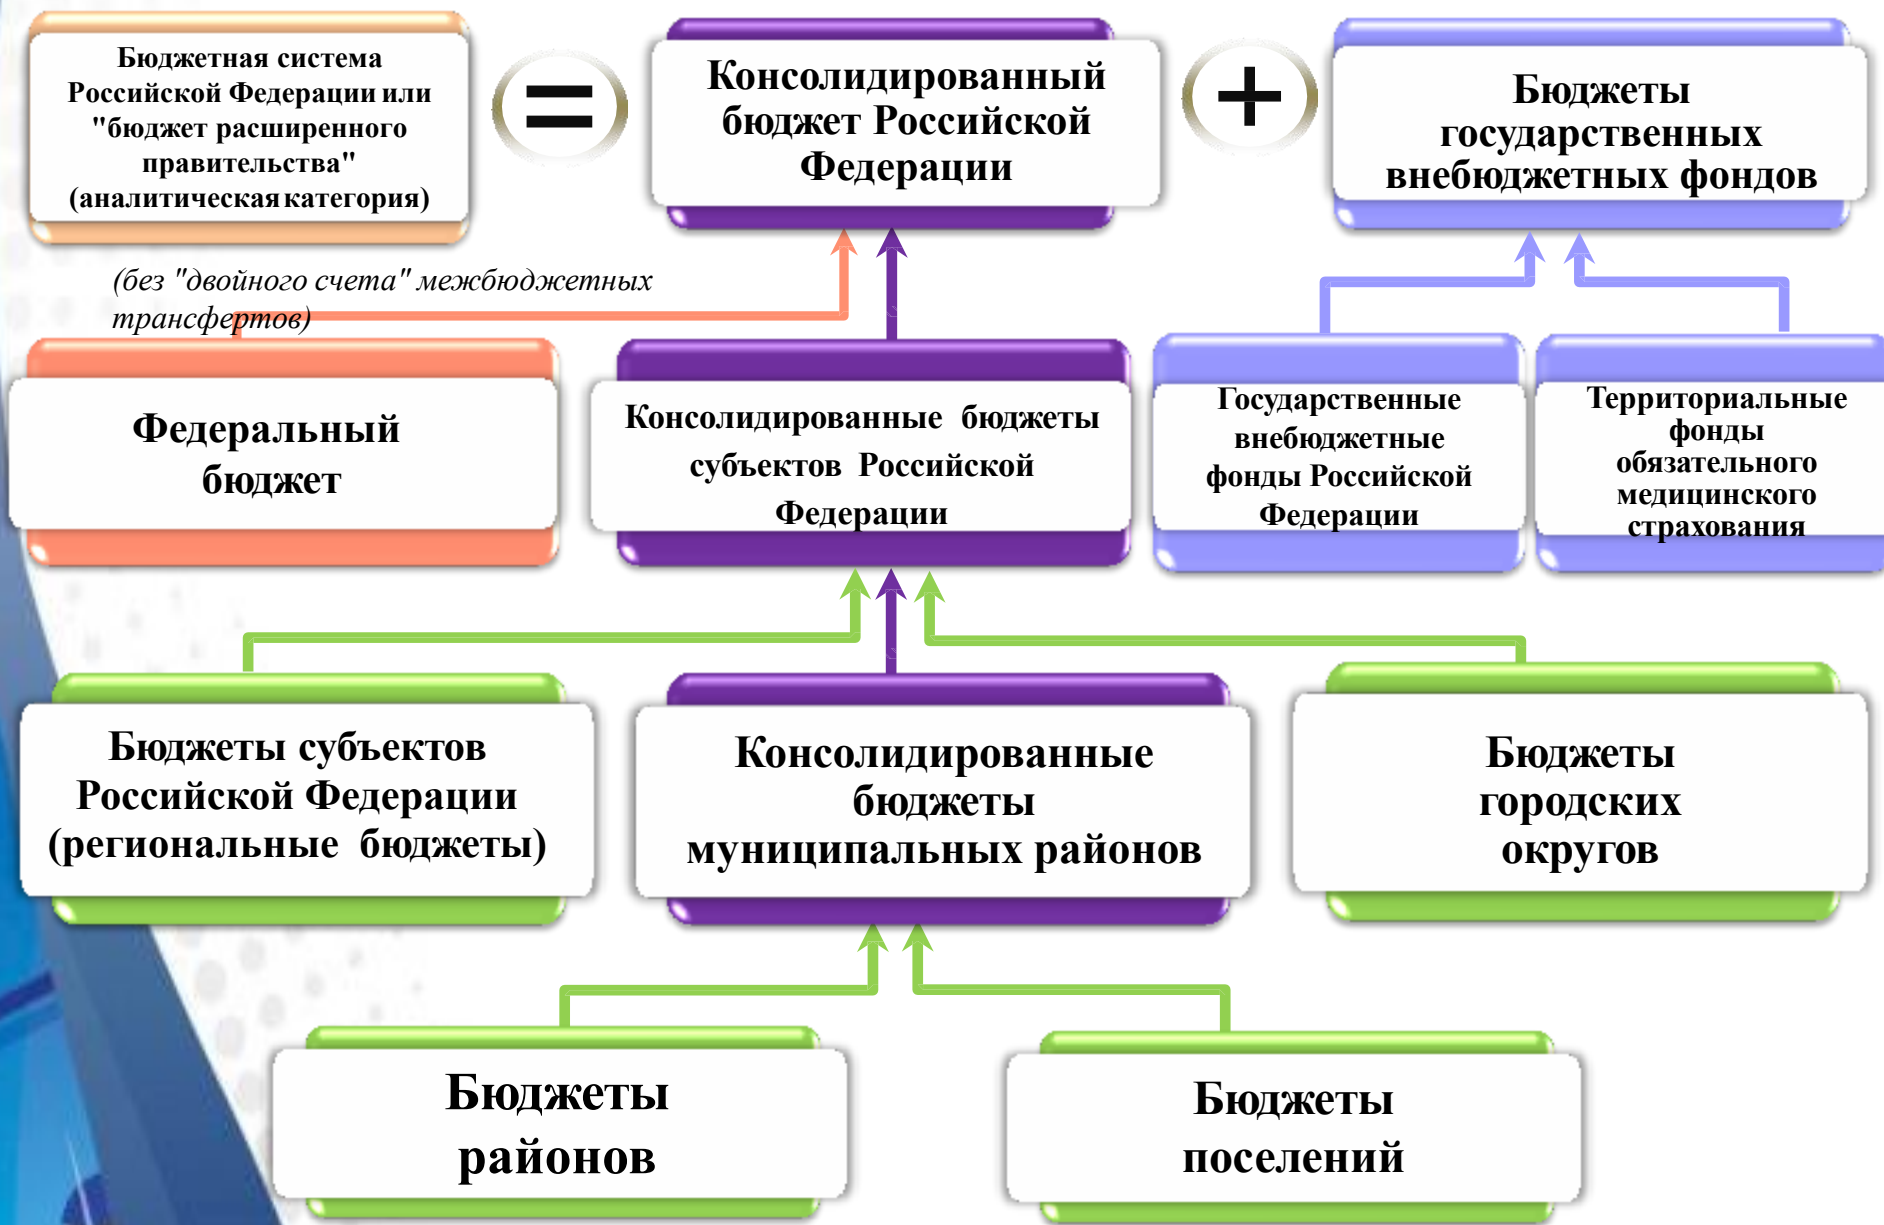 Бюджетная система
Российской Федерации или
"бюджет расширенного
правительства"
(аналитическая категория)
=
Консолидированный
бюджет Российской
Федерации
+
Бюджеты
государственных
внебюджетных фондов
(без "двойного счета" межбюджетных
трансфертов)
Федеральный
бюджет
Консолидированные бюджеты
субъектов Российской
Федерации
Государственные
внебюджетные
фонды Российской
Федерации
Территориальные
фонды
обязательного
медицинского
страхования
Бюджеты субъектов
Российской Федерации
(региональные бюджеты)
Консолидированные
бюджеты
муниципальных районов
Бюджеты
городских
округов
Бюджеты
районов
Бюджеты
поселений